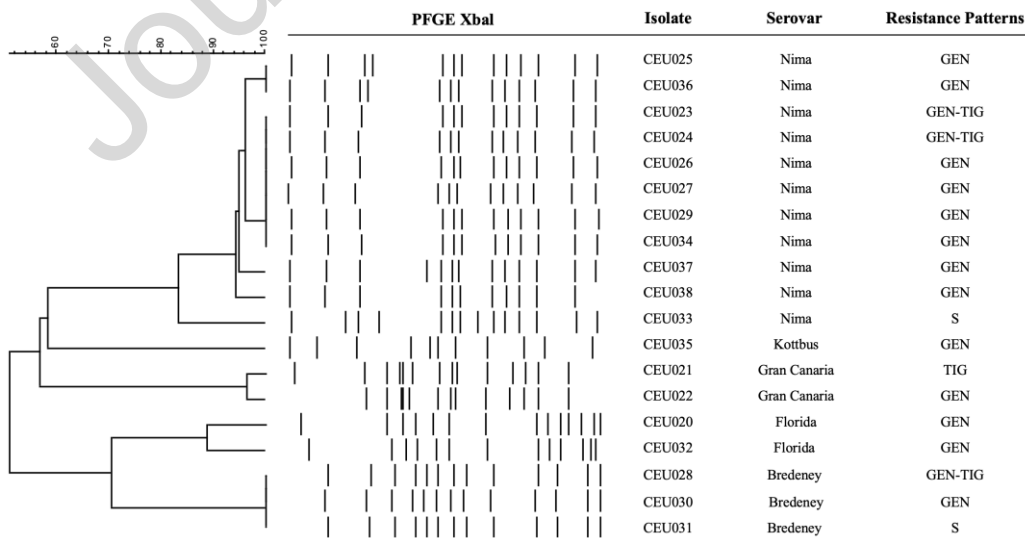 Jou
PFGE XbaI Isolate Serovar Resistance Patterns
60 70 80 90 100
CEU025 Nima GEN
CEU036 Nima GEN
CEU023 Nima GEN-TIG
CEU024 Nima GEN-TIG
CEU026 Nima GEN
CEU027 Nima GEN
CEU029 Nima GEN
CEU034 Nima GEN
CEU037 Nima GEN
CEU038 Nima GEN
CEU033 Nima S
CEU035 Kottbus GEN
CEU021 Gran Canaria TIG
CEU022 Gran Canaria GEN
CEU020 Florida GEN
CEU032 Florida GEN
CEU028 Bredeney GEN-TIG
CEU030 Bredeney GEN
CEU031 Bredeney S